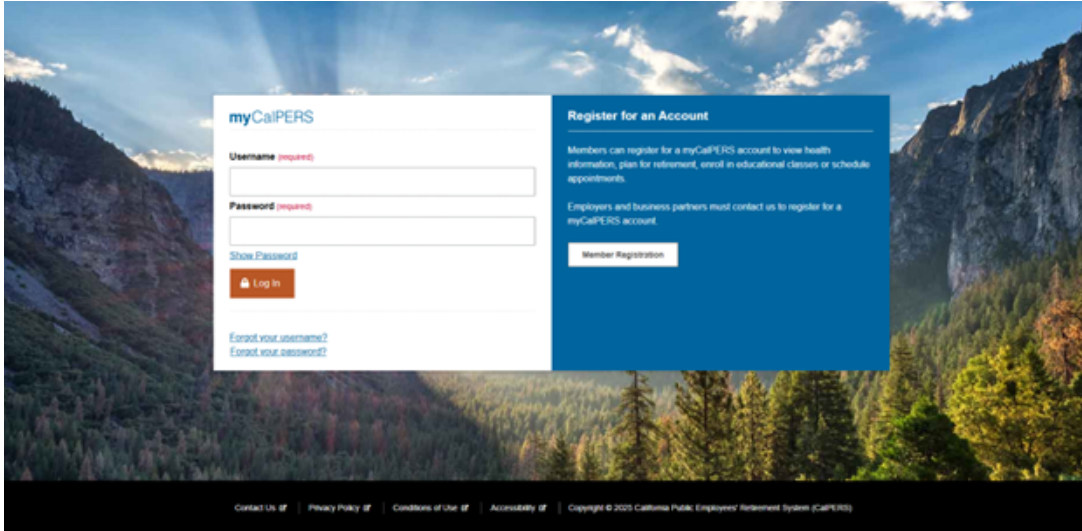 myCalPERS
Username (required)
Password (required)
Show Password
Log In
Forgot your username?
Forgot your password?
Register for an Account
Members can register for a myCalPERS account to view health
information, plan for retirement, enroll in educational classes or schedule
appointments.
Employers and business partners must contact us to register for a
myCalPERS account.
Member Registration
Contact Us
Privacy Policy
Conditions of Use
Accessibility
Copyright © 2025 California Public Employees' Retirement System (CalPERS)